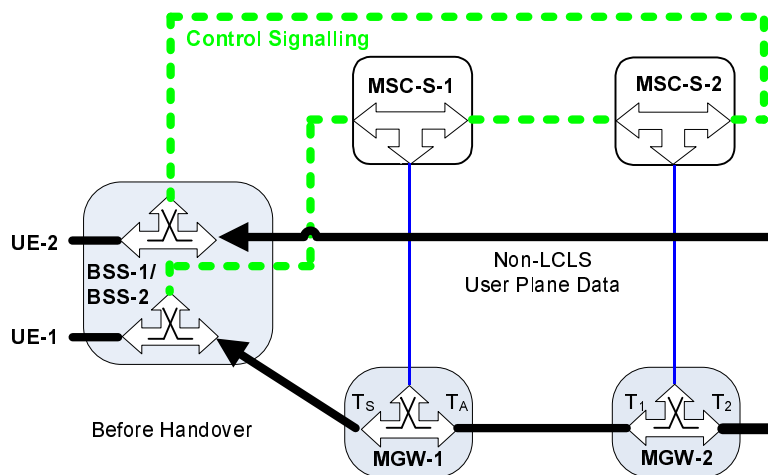 Control Signalling
MSC-S-1
MSC-S-2
UE-2
BSS-1/
BSS-2
Non-LCLS
User Plane Data
UE-1
TS
TA
T1
T2
Before Handover
MGW-1
MGW-2